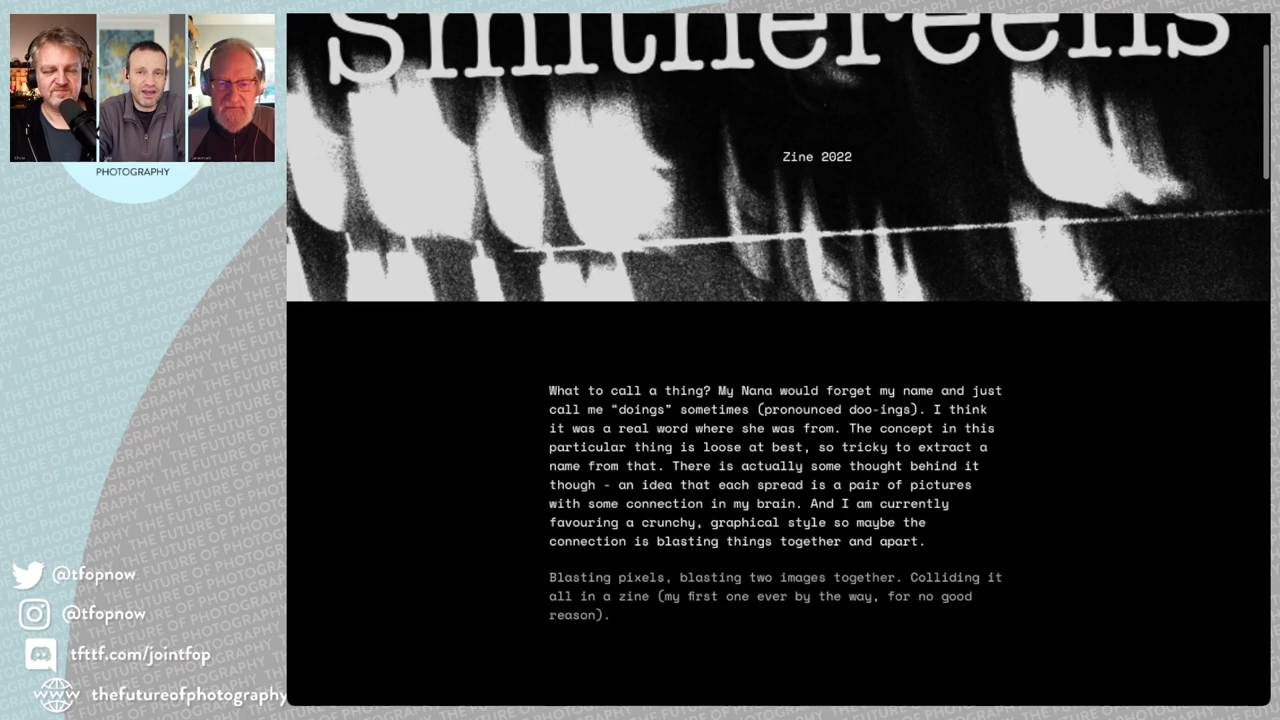 Smithereens
Zine 2022
PHOTOGRAPHY
What to call a thing? My Nana would forget my name and just
call me "doings" sometimes (pronounced doo-ings). I think
it was a real word where she was from. The concept in this
particular thing is loose at best, so tricky to extract a
name from that. There is actually some thought behind it
though - an idea that each spread is a pair of pictures
with some connection in my brain. And I am currently
favouring a crunchy, graphical style so maybe the
connection is blasting things together and apart.
Blasting pixels, blasting two images together. Colliding it
all in a zine (my first one ever by the way, for no good
reason).
@tfopnow
@tfopnow
tfttf.com/jointfop
www thefutureofphotography